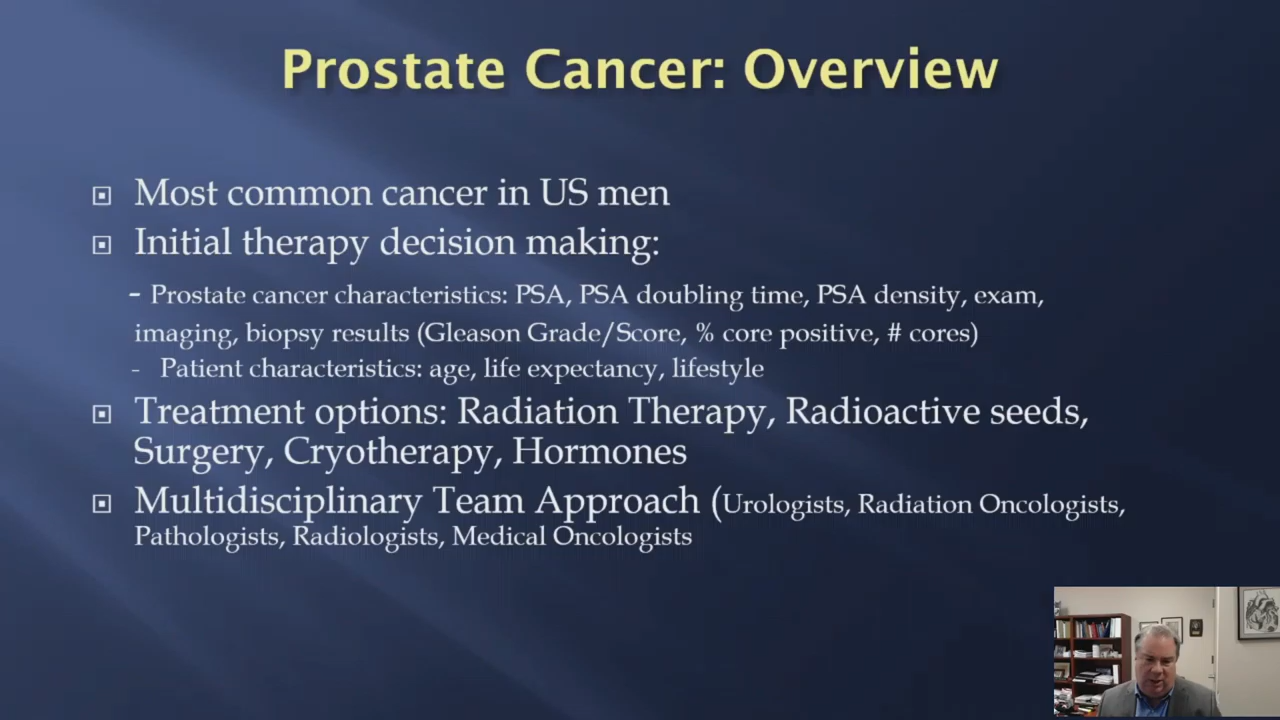 Prostate Cancer: Overview
Most common cancer in US men
Initial therapy decision making:
- Prostate cancer characteristics: PSA, PSA doubling time, PSA density, exam,
imaging, biopsy results (Gleason Grade/Score, % core positive, # cores)
- Patient characteristics: age, life expectancy, lifestyle
Treatment options: Radiation Therapy, Radioactive seeds,
Surgery, Cryotherapy, Hormones
Multidisciplinary Team Approach (Urologists, Radiation Oncologists,
Pathologists, Radiologists, Medical Oncologists